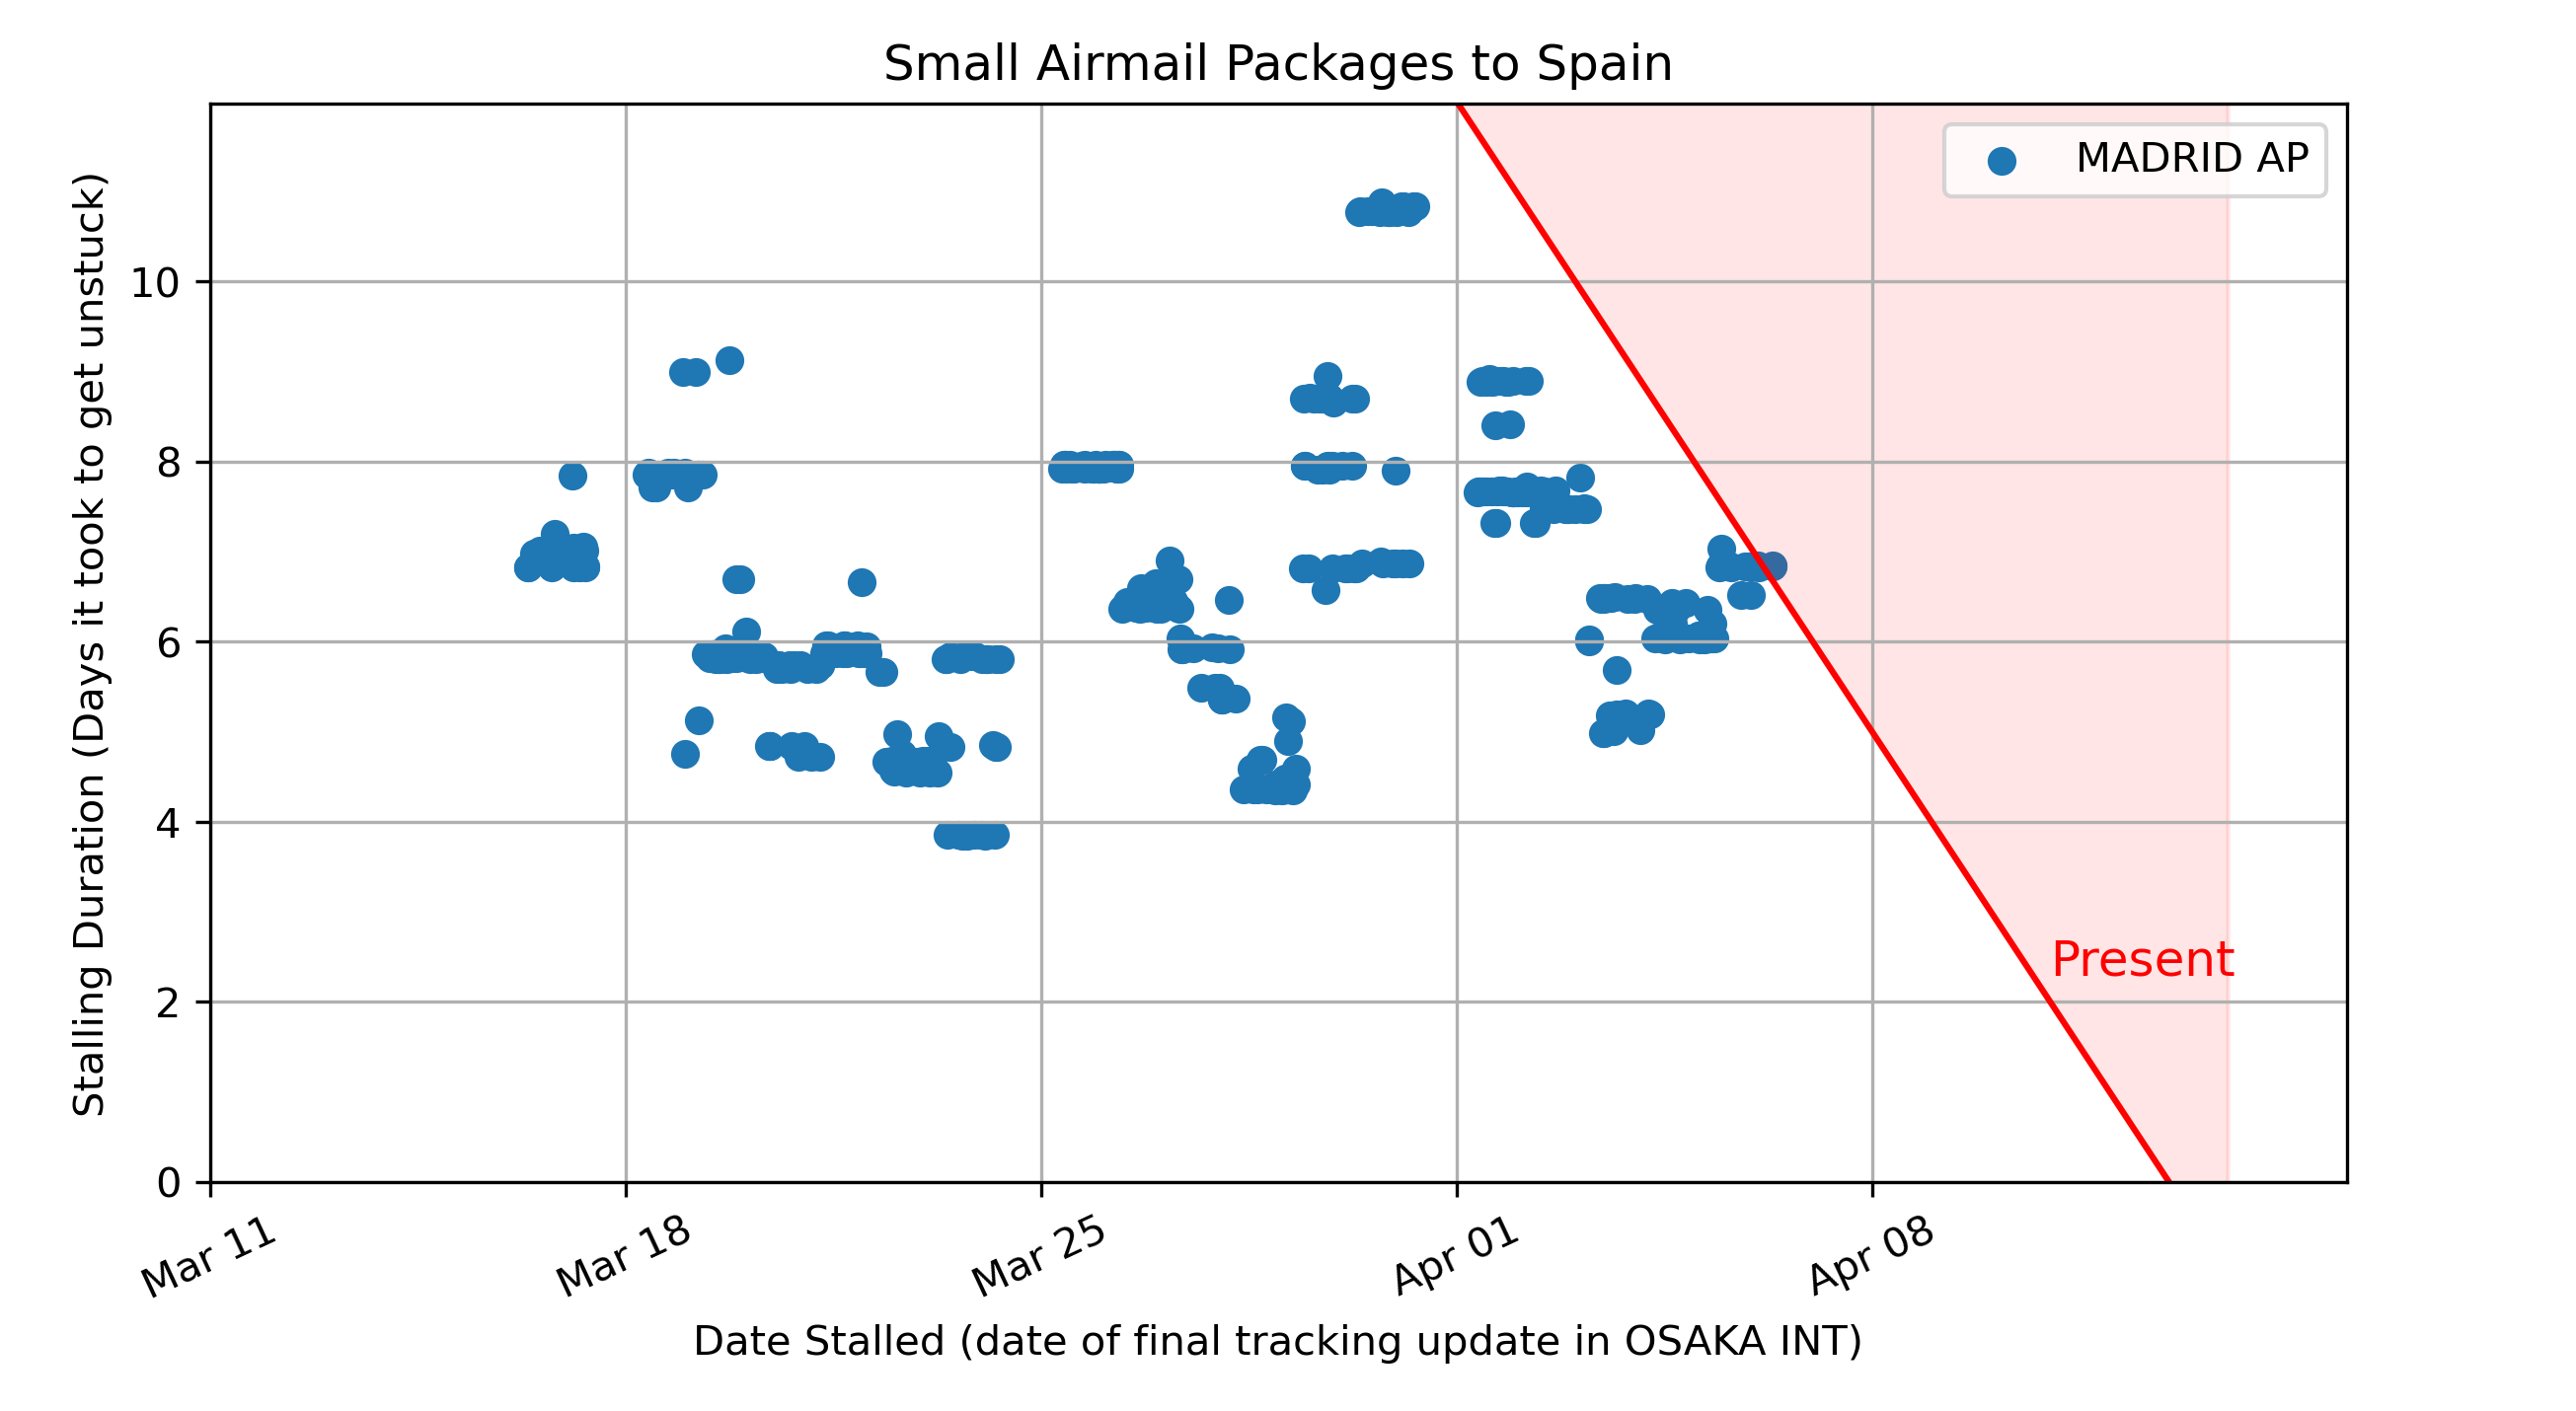 Small Airmail Packages to Spain
MADRID AP
Stalling Duration (Days it took to get unstuck)
10
8
6
4
2
0
Present
Mar 11
Mar 18
Mar 25
Apr 01
Apr 08
Date Stalled (date of final tracking update in OSAKA INT)